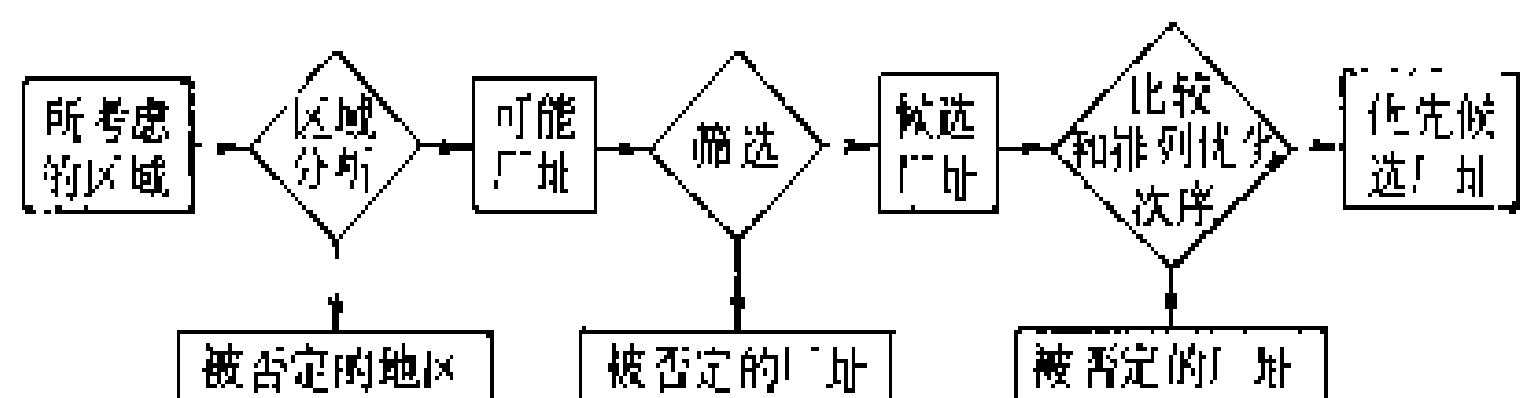 所考虑
的区域
区域
分析
可能
厂址
筛选
候选
厂址
比较
和排列优劣
次序
优先候
选厂址
被否定的地区
被否定的厂址
被否定的厂址